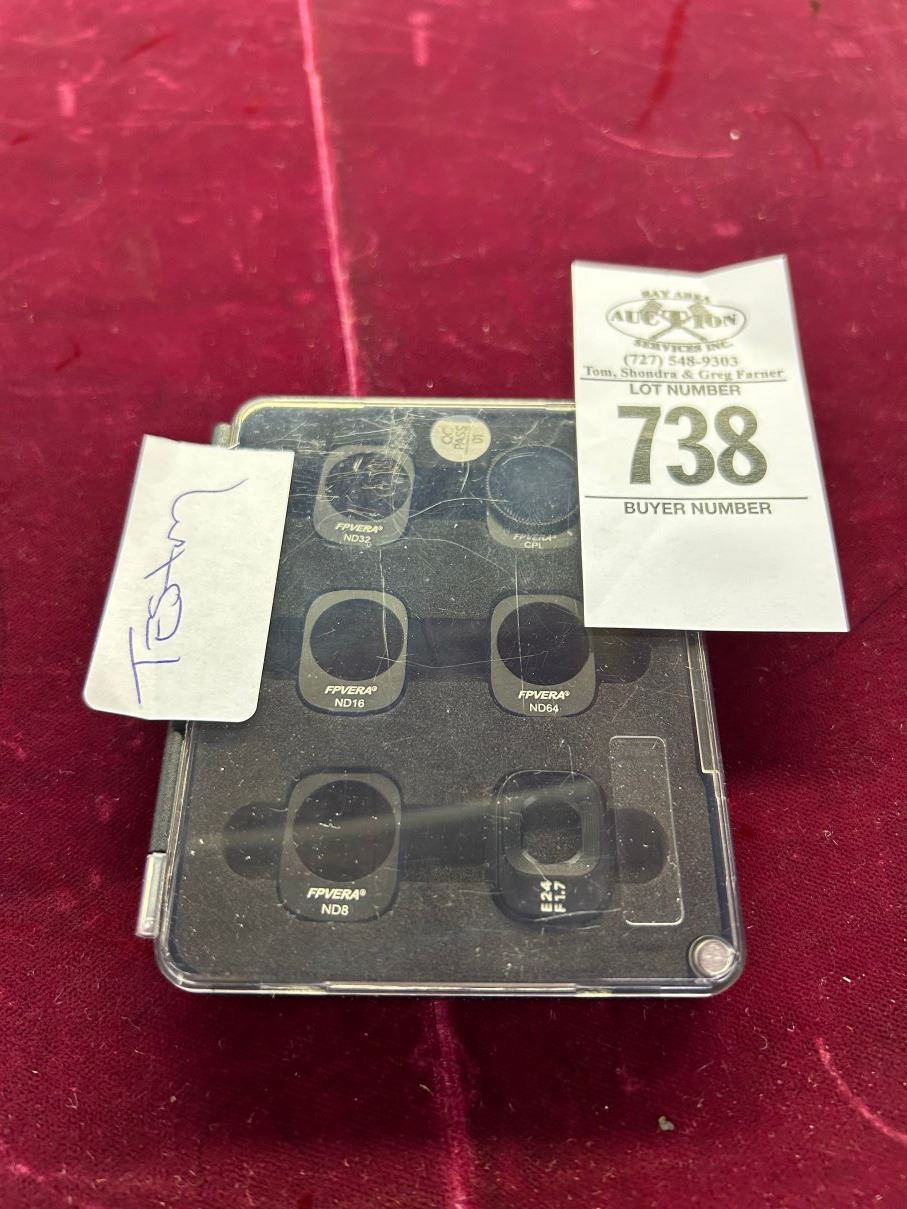 BAY AREA
AUCTION
SERVICES INC.
(727) 548-9303
Tom, Shondra & Greg Farner
LOT NUMBER
738
BUYER NUMBER
QC
PASS
FPVERA®
ND32
FPVERA®
CPL
FPVERA®
ND16
FPVERA®
ND64
FPVERA®
ND8
E24
F1.7